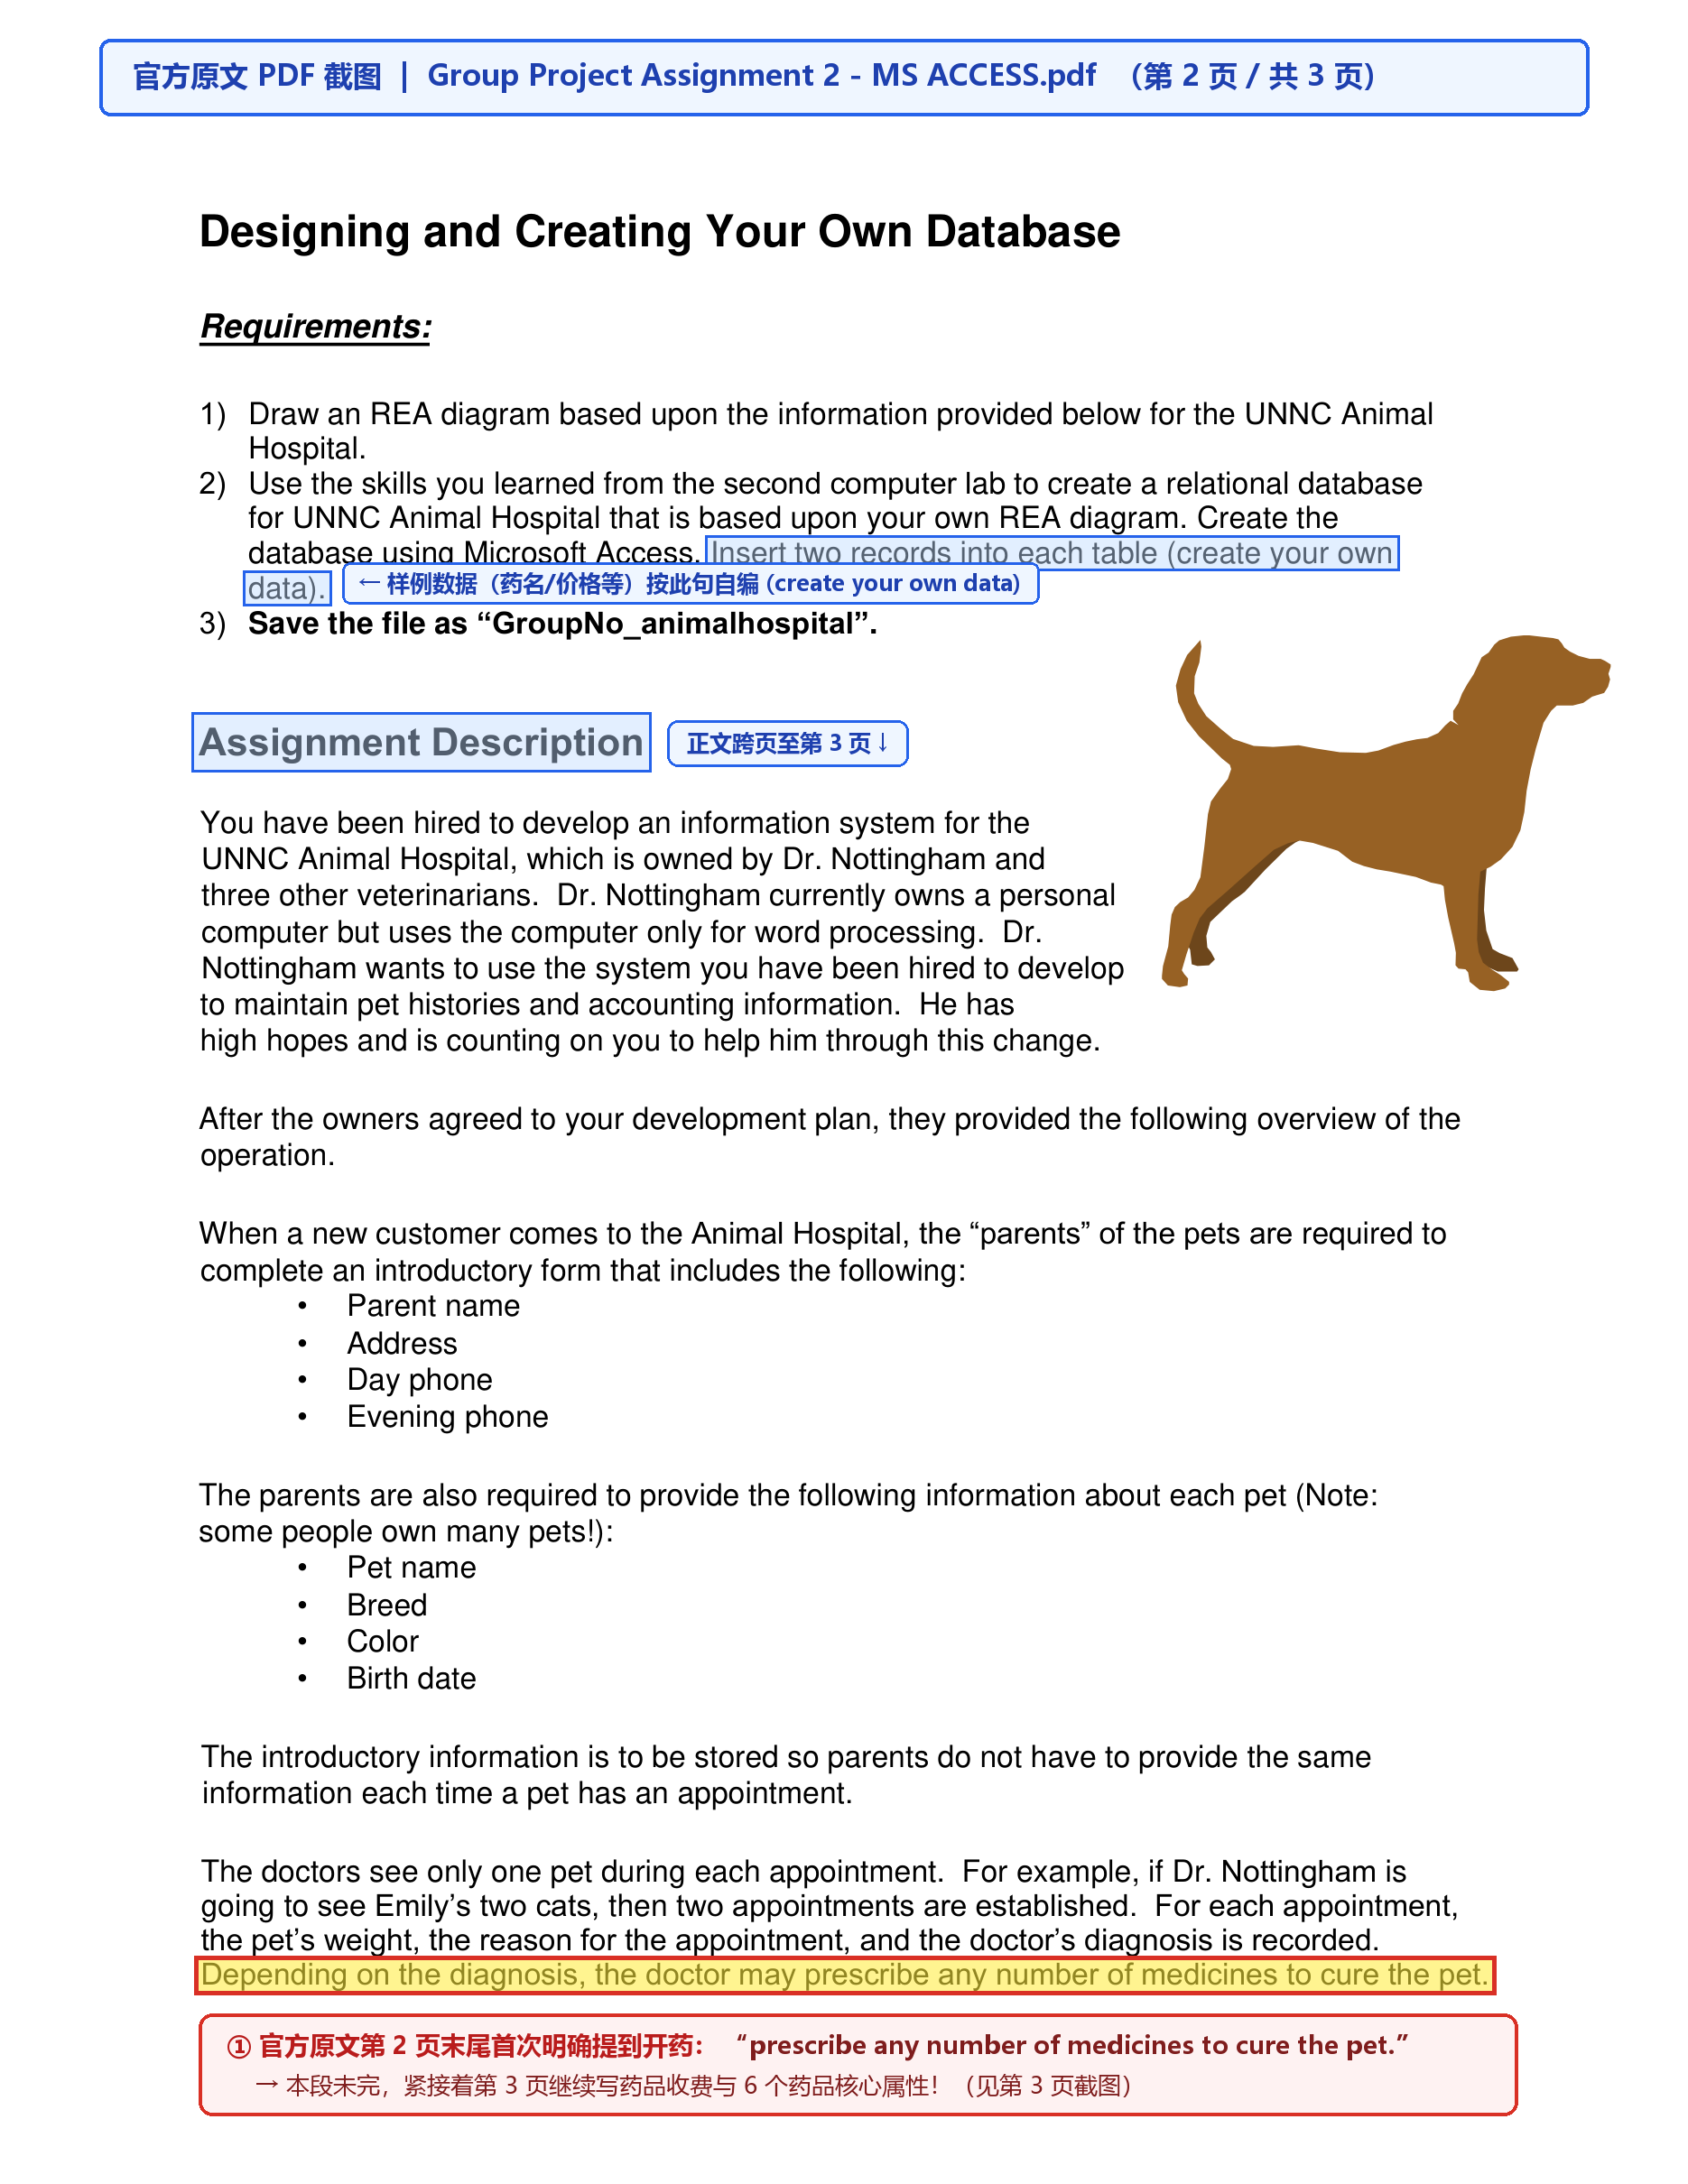 官方原文 PDF 截图 | Group Project Assignment 2 - MS ACCESS.pdf （第 2 页 / 共 3 页）
Designing and Creating Your Own Database
Requirements:
1) Draw an REA diagram based upon the information provided below for the UNNC Animal
Hospital.
2) Use the skills you learned from the second computer lab to create a relational database
for UNNC Animal Hospital that is based upon your own REA diagram. Create the
database using Microsoft Access. Insert two records into each table (create your own
data). ← 样例数据（药名/价格等）按此句自编 (create your own data)
3) Save the file as “GroupNo_animalhospital”.
Assignment Description 正文跨页至第 3 页 ↓
You have been hired to develop an information system for the
UNNC Animal Hospital, which is owned by Dr. Nottingham and
three other veterinarians. Dr. Nottingham currently owns a personal
computer but uses the computer only for word processing. Dr.
Nottingham wants to use the system you have been hired to develop
to maintain pet histories and accounting information. He has
high hopes and is counting on you to help him through this change.
After the owners agreed to your development plan, they provided the following overview of the
operation.
When a new customer comes to the Animal Hospital, the “parents” of the pets are required to
complete an introductory form that includes the following:
• Parent name
• Address
• Day phone
• Evening phone
The parents are also required to provide the following information about each pet (Note:
some people own many pets!):
• Pet name
• Breed
• Color
• Birth date
The introductory information is to be stored so parents do not have to provide the same
information each time a pet has an appointment.
The doctors see only one pet during each appointment. For example, if Dr. Nottingham is
going to see Emily’s two cats, then two appointments are established. For each appointment,
the pet’s weight, the reason for the appointment, and the doctor’s diagnosis is recorded.
Depending on the diagnosis, the doctor may prescribe any number of medicines to cure the pet.
① 官方原文第 2 页末尾首次明确提到开药： “prescribe any number of medicines to cure the pet.”
→ 本段未完，紧接着第 3 页继续写药品收费与 6 个药品核心属性！（见第 3 页截图）